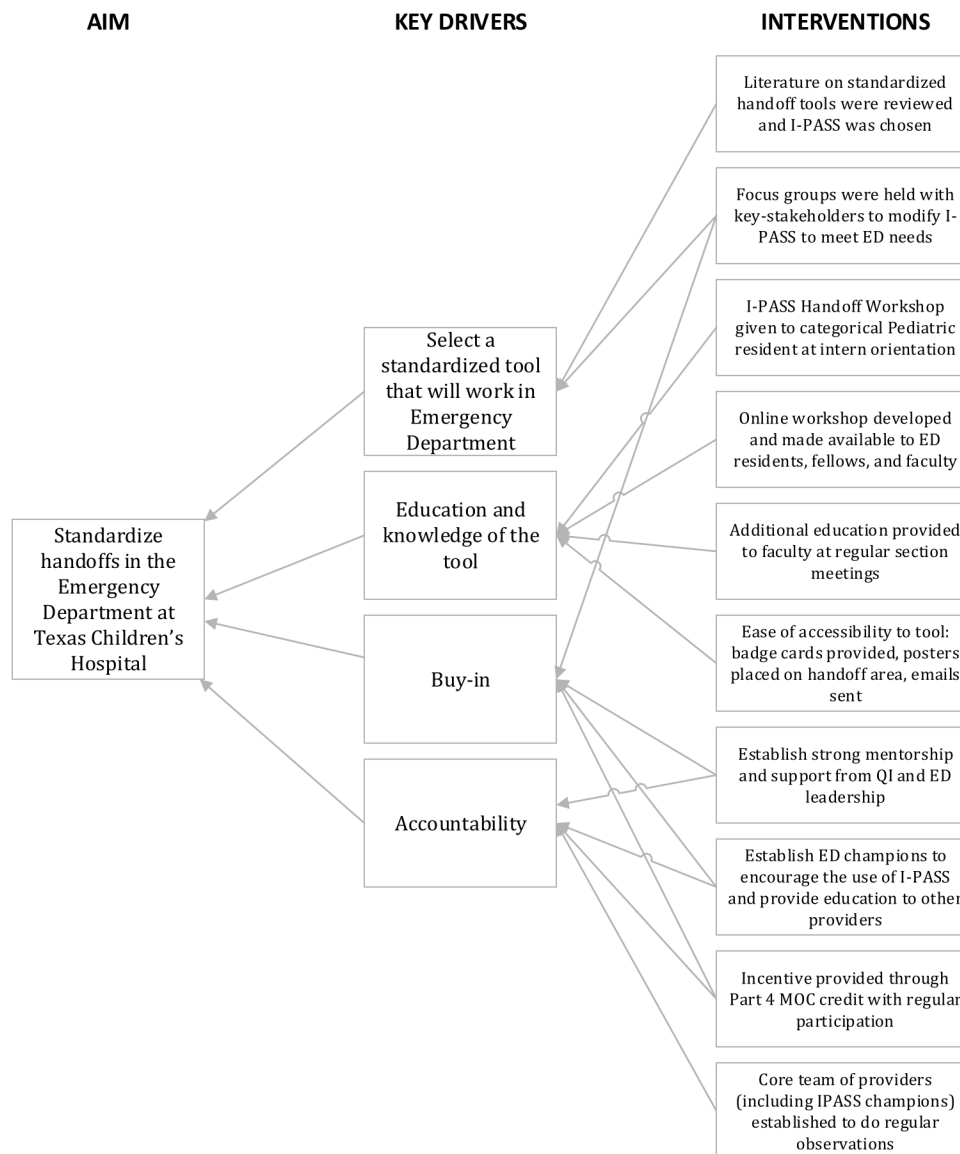 AIM
KEY DRIVERS
INTERVENTIONS
Standardize
handoffs in the
Emergency
Department at
Texas Children’s
Hospital
Select a
standardized tool
that will work in
Emergency
Department
Education and
knowledge of the
tool
Buy-in
Accountability
Literature on standardized
handoff tools were reviewed
and I-PASS was chosen
Focus groups were held with
key-stakeholders to modify I-
PASS to meet ED needs
I-PASS Handoff Workshop
given to categorical Pediatric
resident at intern orientation
Online workshop developed
and made available to ED
residents, fellows, and faculty
Additional education provided
to faculty at regular section
meetings
Ease of accessibility to tool:
badge cards provided, posters
placed on handoff area, emails
sent
Establish strong mentorship
and support from QI and ED
leadership
Establish ED champions to
encourage the use of I-PASS
and provide education to other
providers
Incentive provided through
Part 4 MOC credit with regular
participation
Core team of providers
(including IPASS champions)
established to do regular
observations